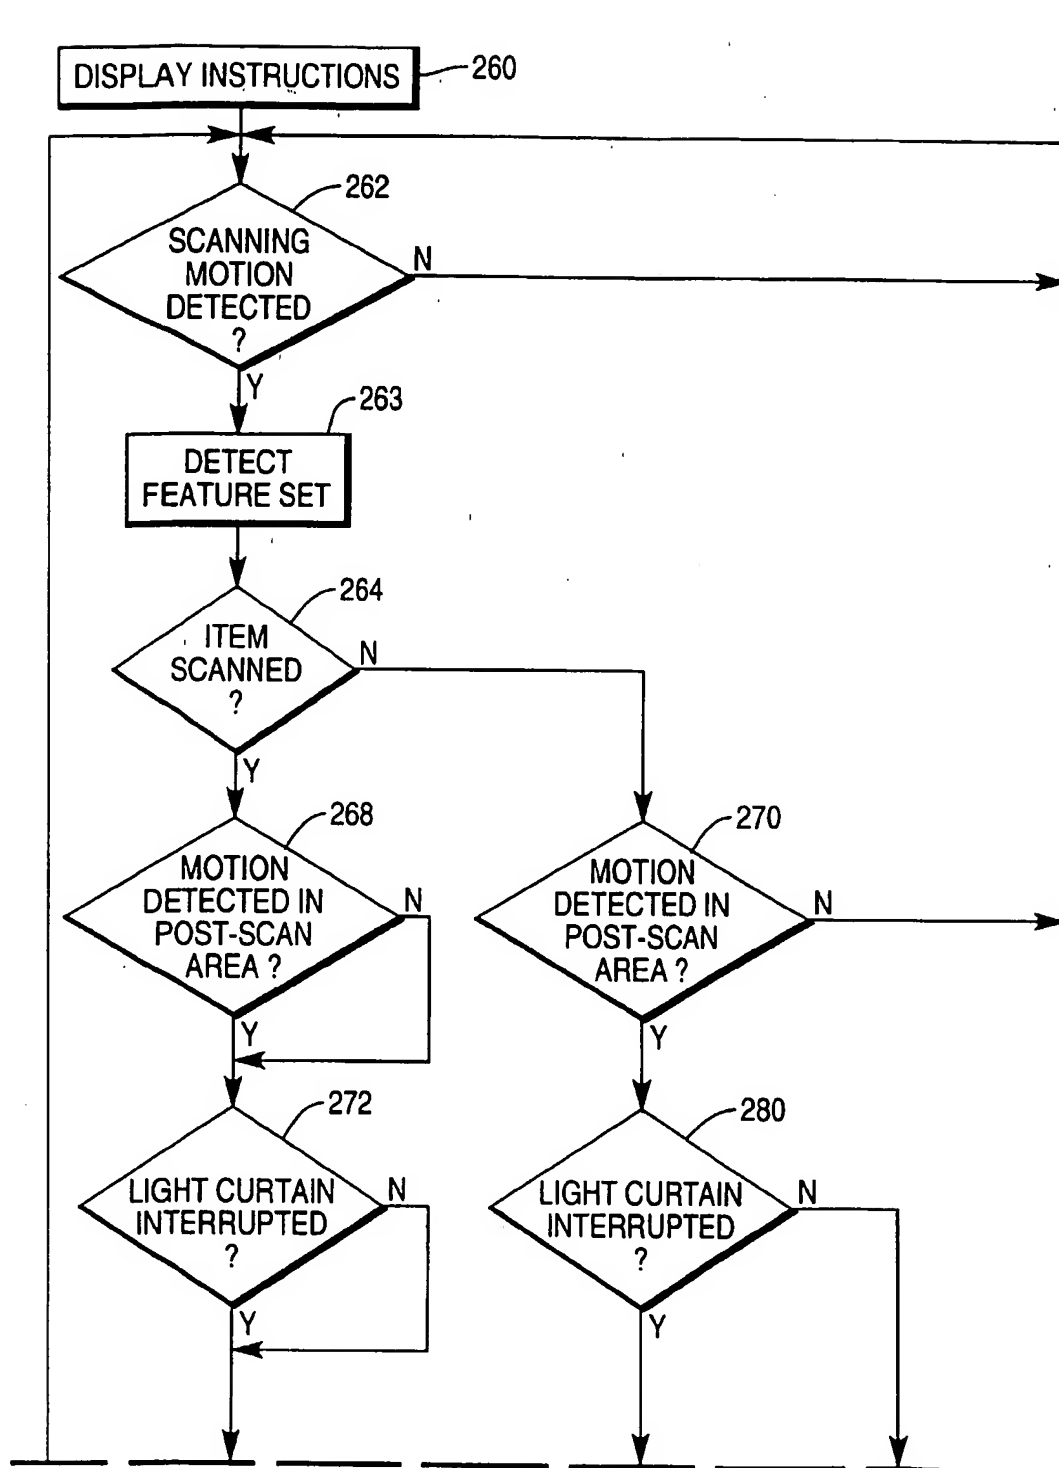 DISPLAY INSTRUCTIONS
260
262
SCANNING
MOTION
DETECTED
?
N
Y
263
DETECT
FEATURE SET
264
ITEM
SCANNED
?
N
Y
268
MOTION
DETECTED IN
POST-SCAN
AREA ?
N
Y
270
MOTION
DETECTED IN
POST-SCAN
AREA ?
N
Y
272
LIGHT CURTAIN
INTERRUPTED
?
N
Y
280
LIGHT CURTAIN
INTERRUPTED
?
N
Y